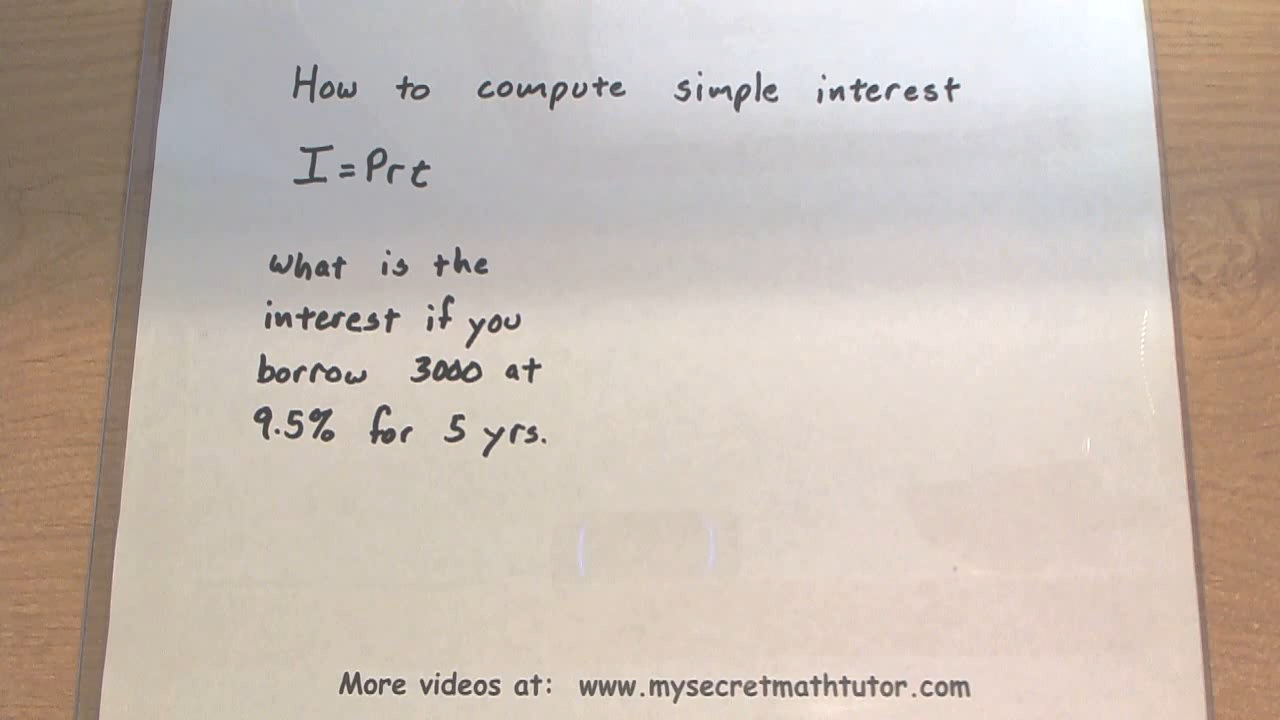 How to compute simple interest
I=Prt
what is the
interest if you
borrow 3000 at
9.5% for 5 yrs.
More videos at: www.mysecretmathtutor.com